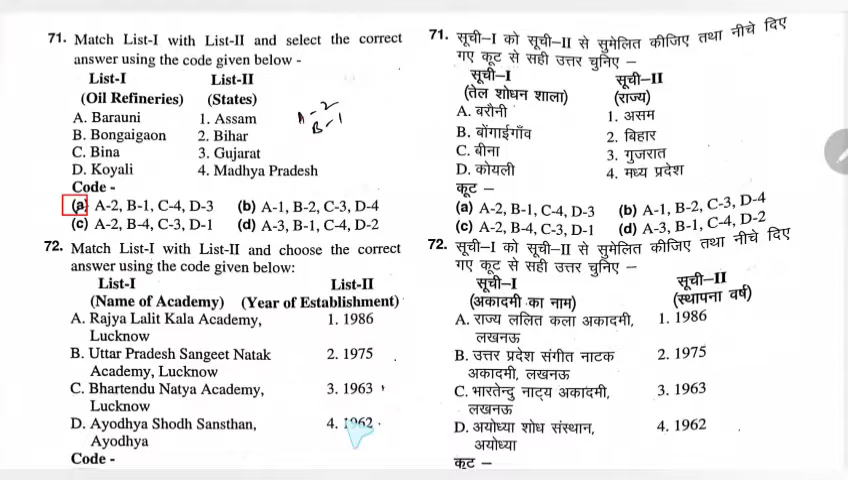 71. Match List-I with List-II and select the correct
answer using the code given below -
List-I List-II
(Oil Refineries) (States)
A. Barauni 1. Assam
B. Bongaigaon 2. Bihar
C. Bina 3. Gujarat
D. Koyali 4. Madhya Pradesh
A-2
B-1
Code -
(a) A-2, B-1, C-4, D-3 (b) A-1, B-2, C-3, D-4
(c) A-2, B-4, C-3, D-1 (d) A-3, B-1, C-4, D-2
72. Match List-I with List-II and choose the correct
answer using the code given below:
List-I List-II
(Name of Academy) (Year of Establishment)
A. Rajya Lalit Kala Academy, 1. 1986
Lucknow
B. Uttar Pradesh Sangeet Natak 2. 1975
Academy, Lucknow
C. Bhartendu Natya Academy, 3. 1963
Lucknow
D. Ayodhya Shodh Sansthan, 4. 1962
Ayodhya
Code -
71. सूची–I को सूची–II से सुमेलित कीजिए तथा नीचे दिए
गए कूट से सही उत्तर चुनिए –
सूची–I सूची–II
(तेल शोधन शाला) (राज्य)
A. बरौनी 1. असम
B. बोंगाईगाँव 2. बिहार
C. बीना 3. गुजरात
D. कोयली 4. मध्य प्रदेश
कूट –
(a) A-2, B-1, C-4, D-3 (b) A-1, B-2, C-3, D-4
(c) A-2, B-4, C-3, D-1 (d) A-3, B-1, C-4, D-2
72. सूची–I को सूची–II से सुमेलित कीजिए तथा नीचे दिए
गए कूट से सही उत्तर चुनिए –
सूची–I सूची–II
(अकादमी का नाम) (स्थापना वर्ष)
A. राज्य ललित कला अकादमी, 1. 1986
लखनऊ
B. उत्तर प्रदेश संगीत नाटक 2. 1975
अकादमी, लखनऊ
C. भारतेन्दु नाट्य अकादमी, 3. 1963
लखनऊ
D. अयोध्या शोध संस्थान, 4. 1962
अयोध्या
कूट –